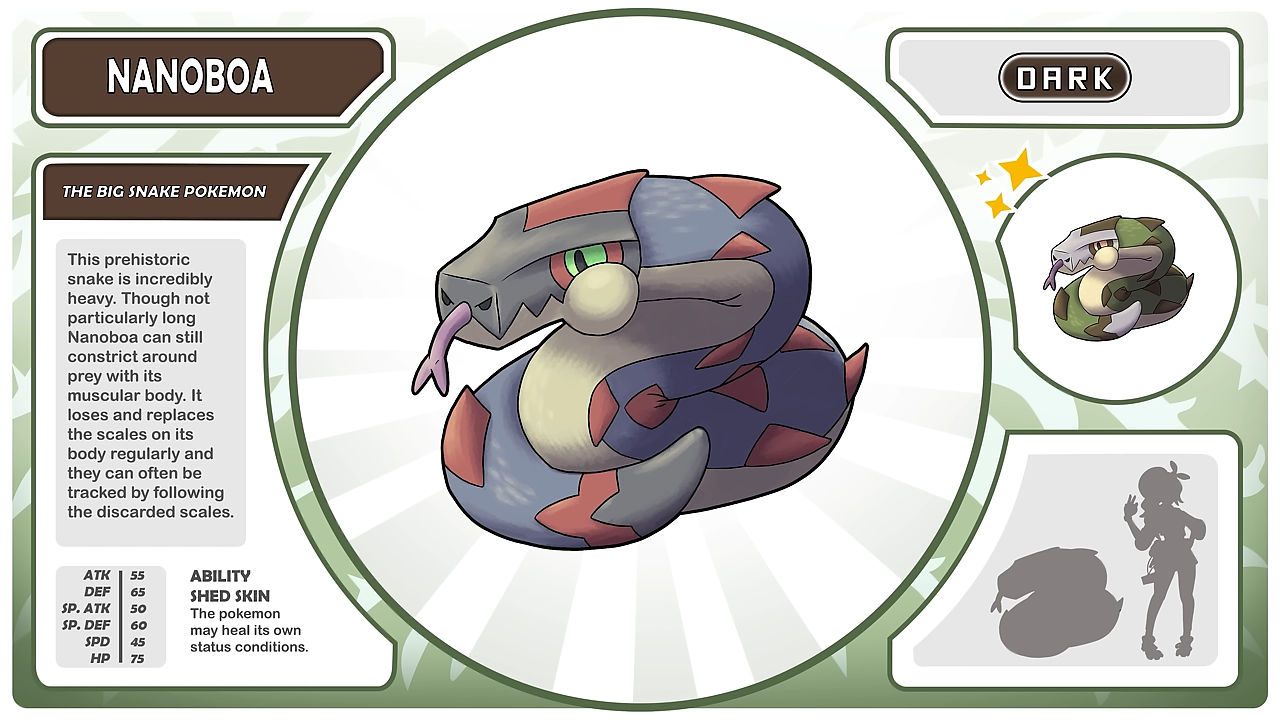 NANOBOA
DARK
THE BIG SNAKE POKEMON
This prehistoric
snake is incredibly
heavy. Though not
particularly long
Nanoboa can still
constrict around
prey with its
muscular body. It
loses and replaces
the scales on its
body regularly and
they can often be
tracked by following
the discarded scales.
ATK 55
DEF 65
SP. ATK 50
SP. DEF 60
SPD 45
HP 75
ABILITY
SHED SKIN
The pokemon
may heal its own
status conditions.